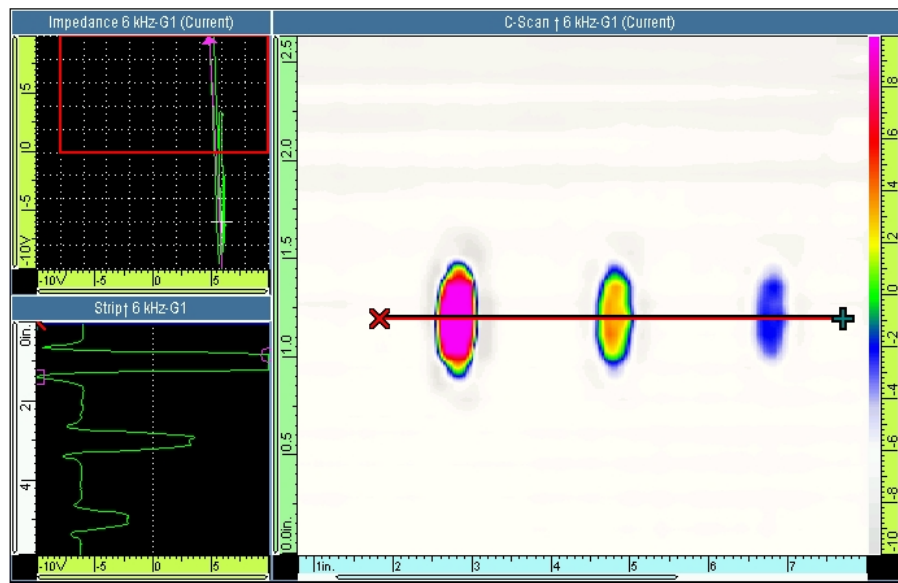 Impedance 6 kHz-G1 (Current)
C-Scan † 6 kHz-G1 (Current)
|5
|0
|-5
-10V
-10V |-5 |0 |5
Strip† 6 kHz-G1
0in.
2
4
-10V |-5 |0 |5
|2.5
|2.0
|1.5
|1.0
|0.5
0.0in.
|1in. |2 |3 |4 |5 |6 |7
|8
|6
|4
|2
|0
|-2
|-4
|-6
|-8
-10